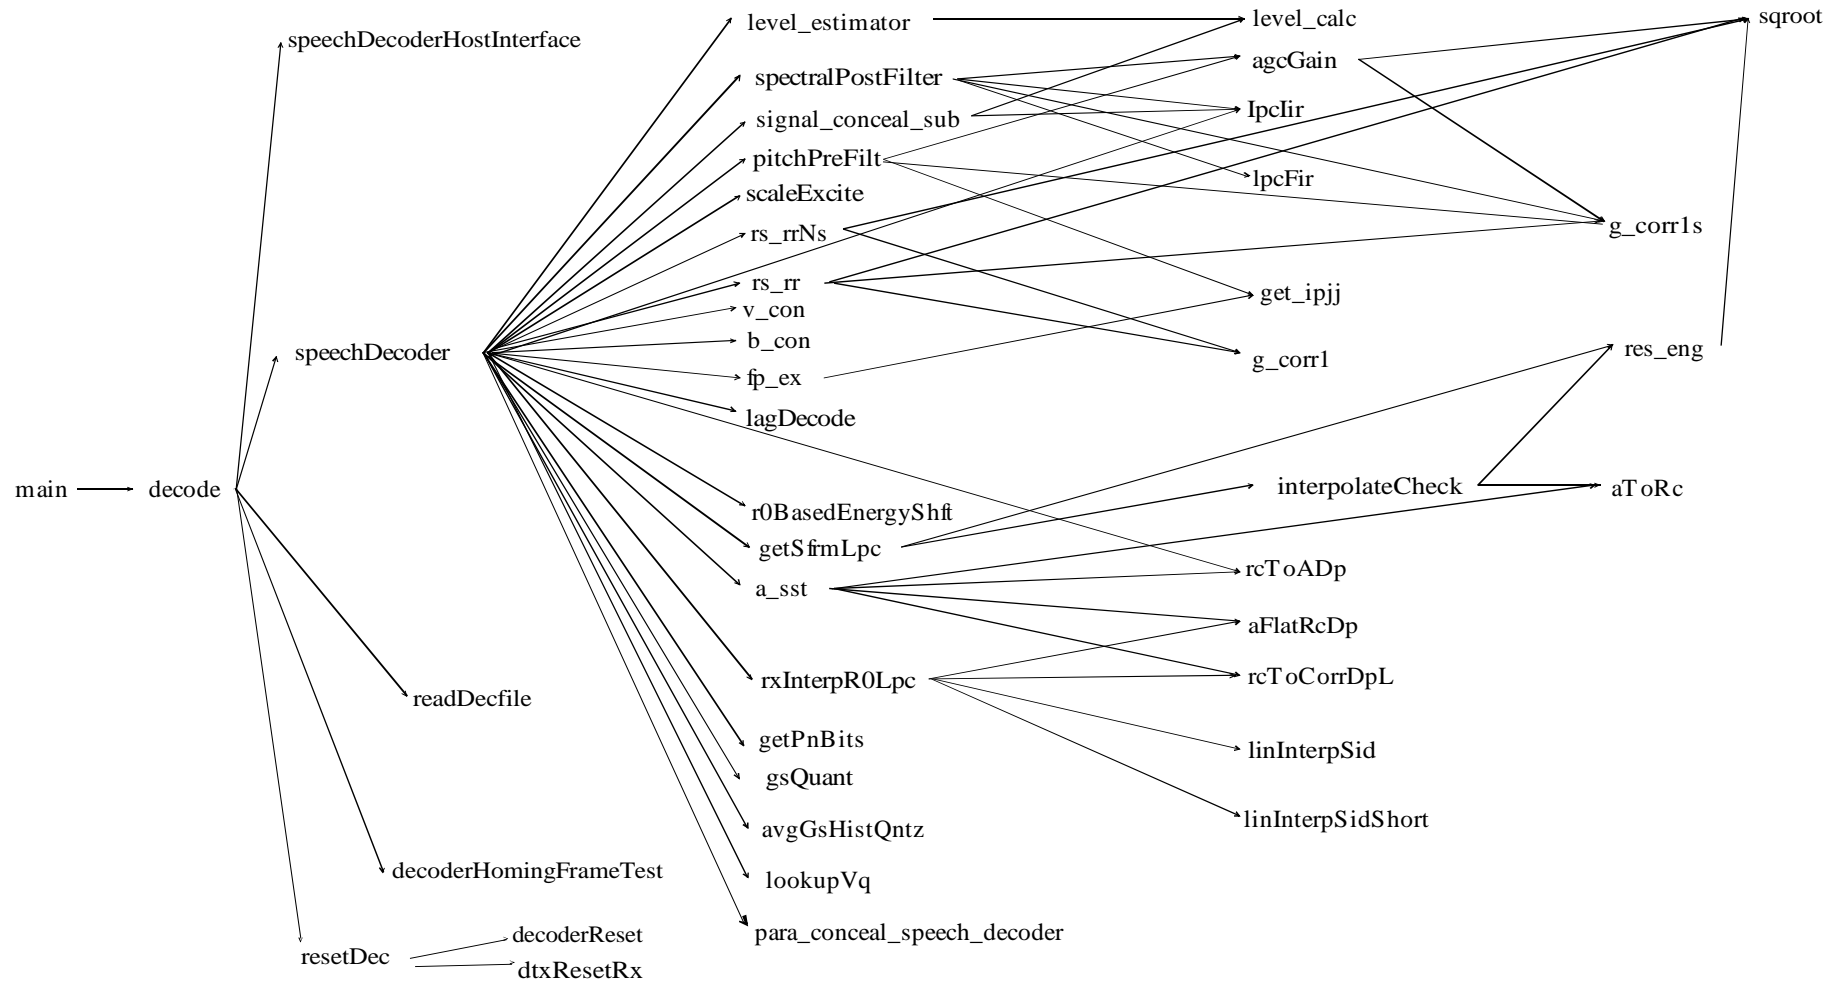 level_estimator
level_calc
sqroot
speechDecoderHostInterface
spectralPostFilter
agcGain
signal_conceal_sub
IpcIir
pitchPreFilt
lpcFir
scaleExcite
rs_rrNs
g_corr1s
rs_rr
get_ipjj
v_con
b_con
speechDecoder
g_corr1
res_eng
fp_ex
lagDecode
main
decode
interpolateCheck
aToRc
r0BasedEnergyShft
getSfrmLpc
rcToADp
a_sst
aFlatRcDp
rxInterpR0Lpc
rcToCorrDpL
readDecfile
getPnBits
linInterpSid
gsQuant
linInterpSidShort
avgGsHistQntz
decoderHomingFrameTest
lookupVq
para_conceal_speech_decoder
decoderReset
resetDec
dtxResetRx